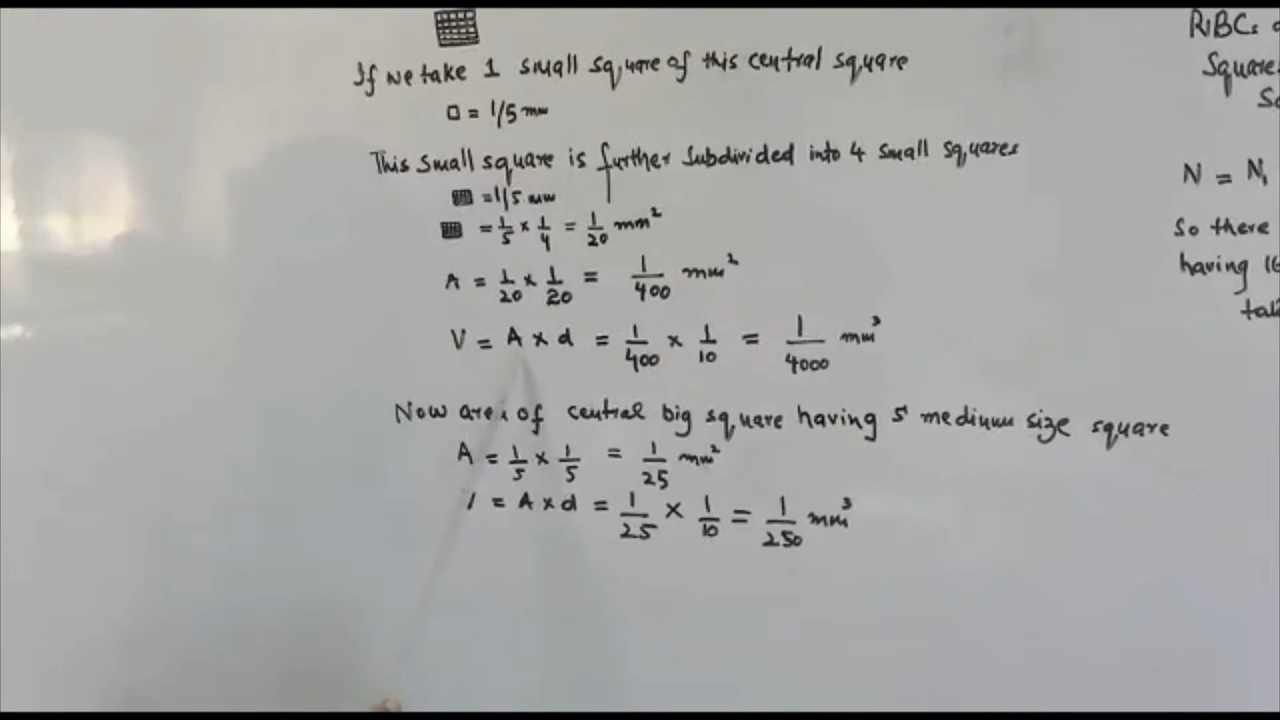 If we take 1 small square of this central square
□ = 1/5 mm
This small square is further subdivided into 4 small squares
= 1/5 mm
= 1/5 × 1/4 = 1/20 mm²
A = 1/20 × 1/20 = 1/400 mm²
V = A × d = 1/400 × 1/10 = 1/4000 mm³
Now area of central big square having 5 medium size square
A = 1/5 × 1/5 = 1/25 mm²
= A × d = 1/25 × 1/10 = 1/250 mm³
RBCs
Square
N = N₁
So there
having 16